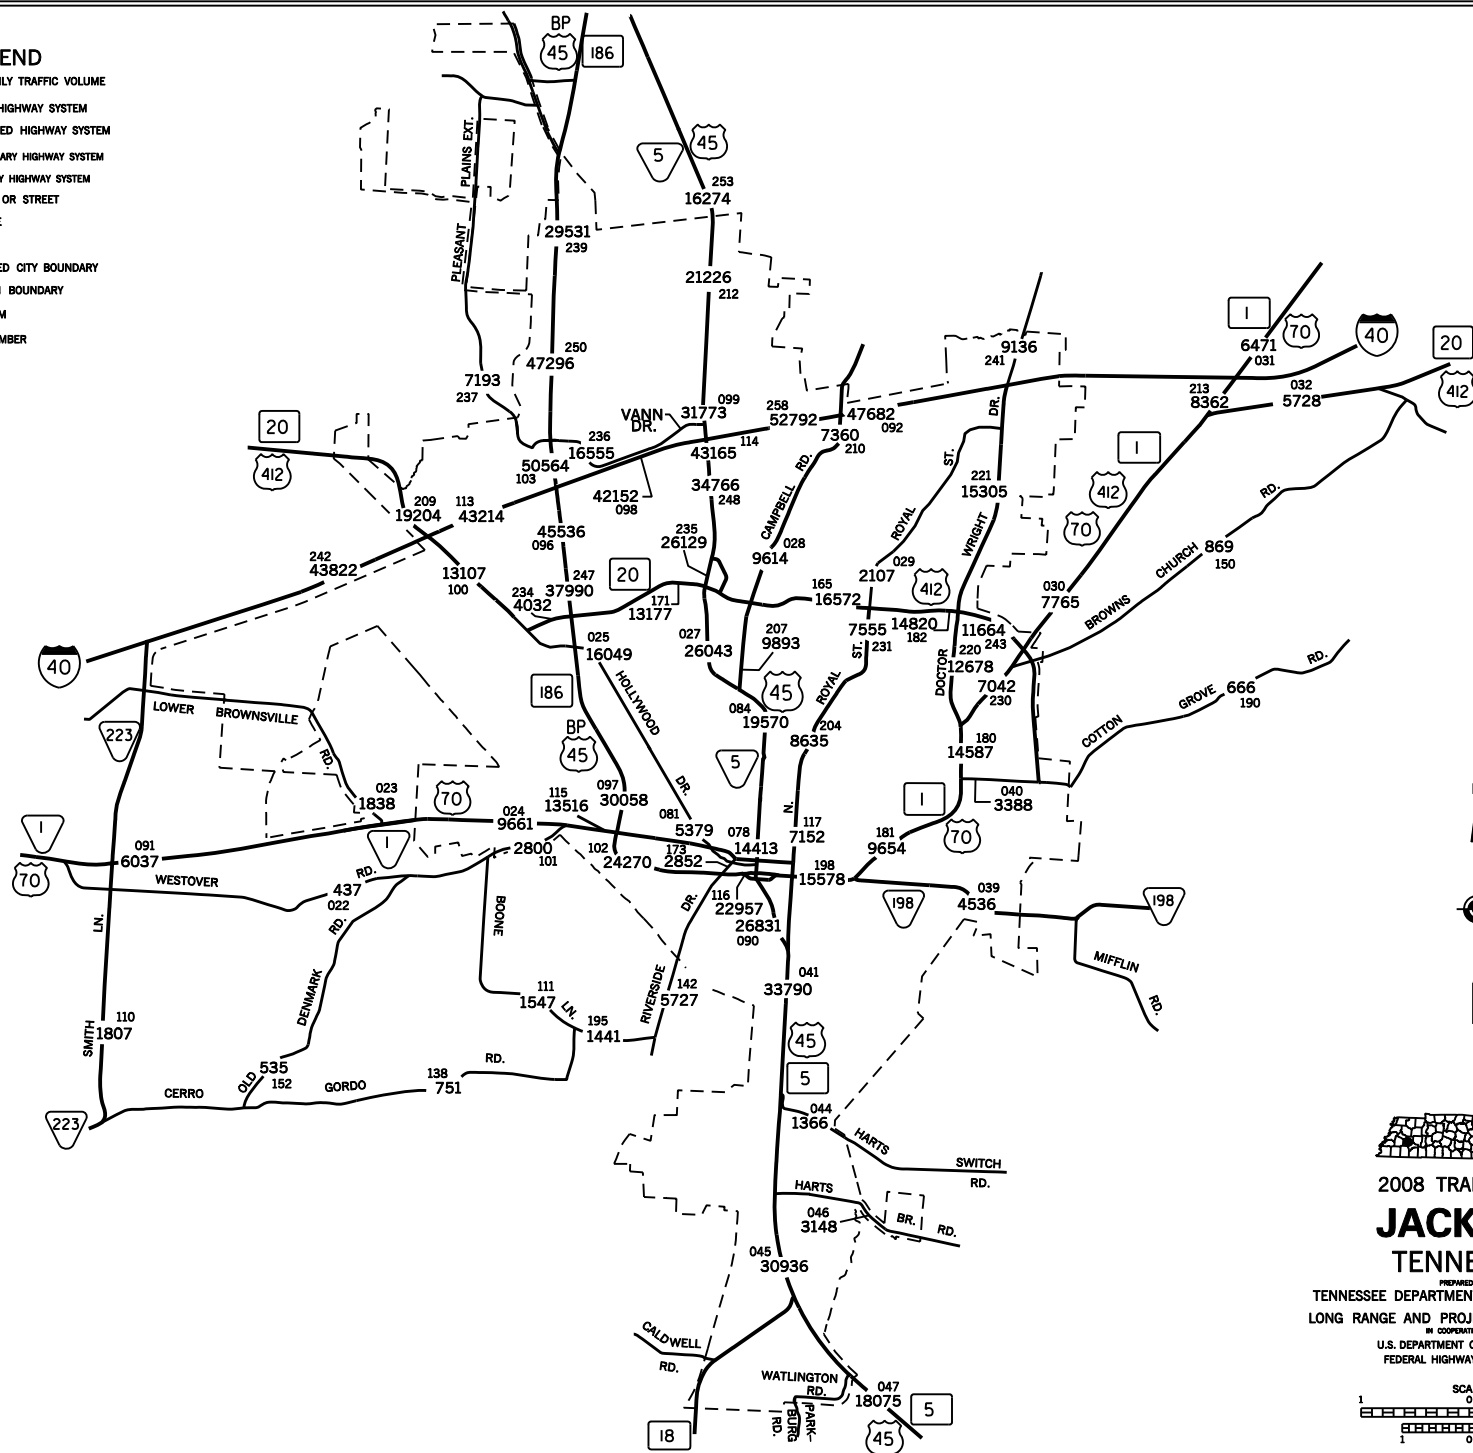 END
ILY TRAFFIC VOLUME
HIGHWAY SYSTEM
ED HIGHWAY SYSTEM
ARY HIGHWAY SYSTEM
Y HIGHWAY SYSTEM
OR STREET
ED CITY BOUNDARY
BOUNDARY
M
MBER
BP
45
186
5
45
253
16274
PLAINS EXT.
PLEASANT
29531
239
21226
212
250
47296
7193
237
20
412
VANN
DR.
31773
099
258
52792
47682
092
7360
210
9136
241
DR.
1
70
6471
031
40
20
412
213
8362
032
5728
236
16555
50564
103
114
43165
42152
098
34766
248
CAMPBELL RD.
ST.
ROYAL
221
15305
WRIGHT
1
412
70
RD.
CHURCH
BROWNS
869
150
209
19204
113
43214
45536
096
235
26129
028
9614
242
43822
13107
100
234
4032
247
37990
20
171
13177
165
16572
029
2107
412
14820
182
7555
231
11664
243
030
7765
40
025
16049
027
26043
207
9893
ST.
ROYAL
DOCTOR
220
12678
7042
230
RD.
GROVE
COTTON
666
190
186
HOLLYWOOD
DR.
45
084
19570
204
8635
180
14587
LOWER BROWNSVILLE
RD.
223
BP
45
5
N.
023
1838
70
024
9661
115
13516
097
30058
081
5379
078
14413
117
7152
1
70
040
3388
181
9654
1
1
091
6037
70
WESTOVER
RD.
437
022
2800
101
102
24270
173
2852
198
15578
116
22957
26831
090
198
039
4536
198
LN.
SMITH
RD.
DENMARK
OLD
BOONE
LN.
DR.
RIVERSIDE
142
5727
041
33790
MIFFLIN
RD.
110
1807
111
1547
195
1441
45
5
535
152
138
751
RD.
CERRO
GORDO
223
044
1366
HARTS
SWITCH
RD.
HARTS
BR.
RD.
046
3148
045
30936
CALDWELL
RD.
WATLINGTON
RD.
PARK-
BURG
RD.
047
18075
5
45
18
2008 TRA
JACK
TENNE
PREPARED
TENNESSEE DEPARTMEN
LONG RANGE AND PROJ
IN COOPERATI
U.S. DEPARTMENT
FEDERAL HIGHWA
SCA
1
0
1
0